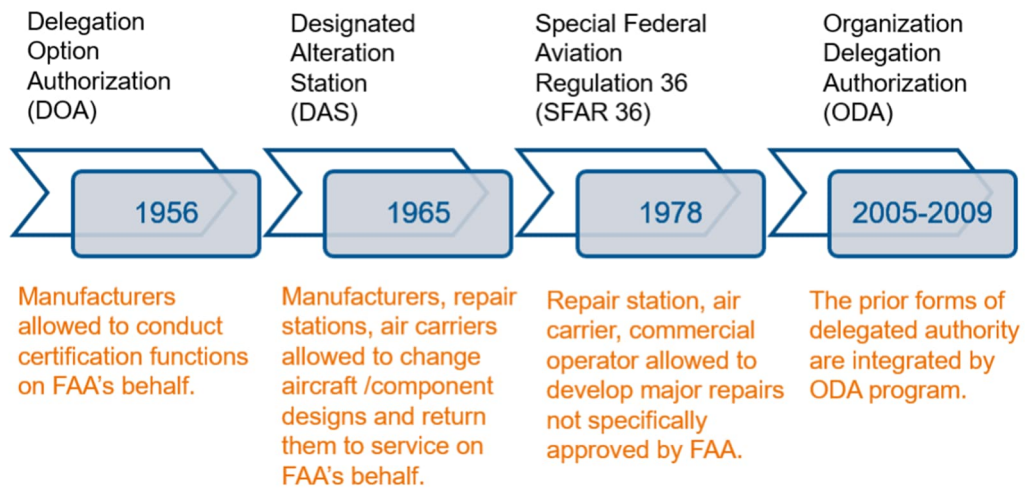 Delegation
Option
Authorization
(DOA)
Designated
Alteration
Station
(DAS)
Special Federal
Aviation
Regulation 36
(SFAR 36)
Organization
Delegation
Authorization
(ODA)
1956
1965
1978
2005-2009
Manufacturers
allowed to conduct
certification functions
on FAA's behalf.
Manufacturers, repair
stations, air carriers
allowed to change
aircraft /component
designs and return
them to service on
FAA's behalf.
Repair station, air
carrier, commercial
operator allowed to
develop major repairs
not specifically
approved by FAA.
The prior forms of
delegated authority
are integrated by
ODA program.